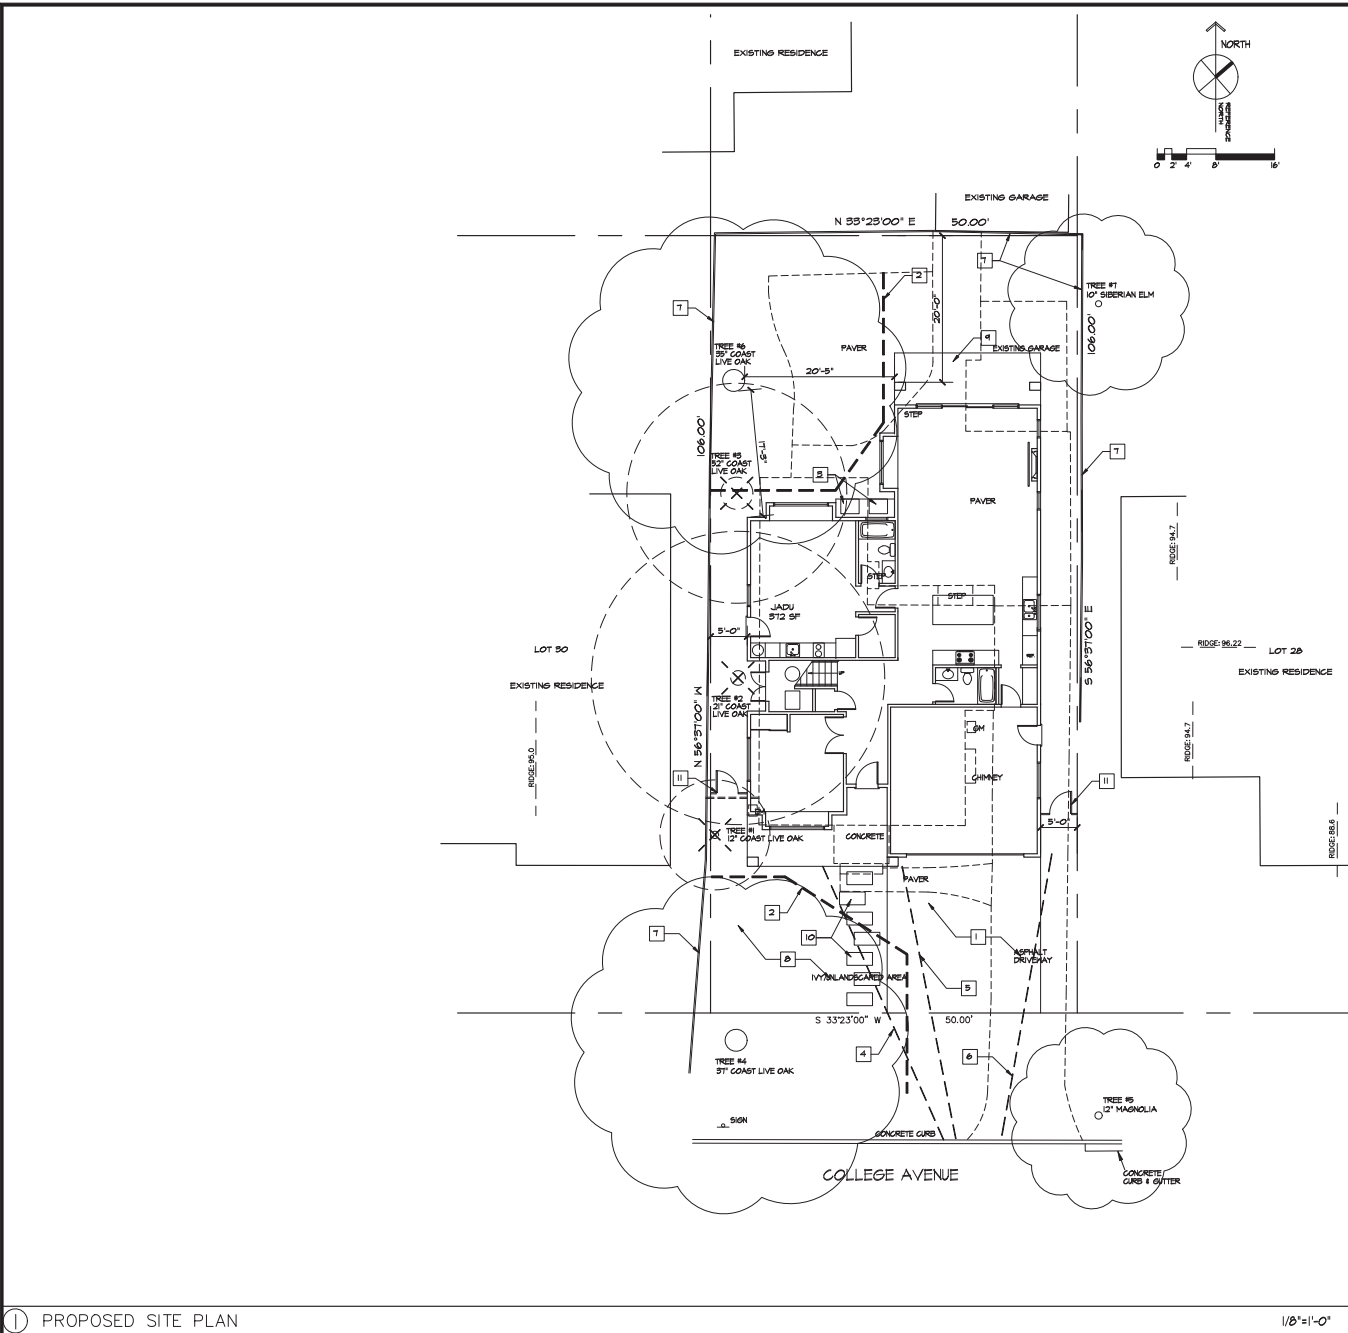 EXISTING RESIDENCE
NORTH
REFERENCE
NORTH
0 2' 4' 8' 16'
EXISTING GARAGE
N 33°23'00" E 50.00'
7
2
TREE #7
10" SIBERIAN ELM
7
20'-0"
106.00'
9
EXISTING GARAGE
PAVER
TREE #6
35" COAST
LIVE OAK
20'-5"
STEP
106.00'
17'-5"
7
TREE #3
32" COAST
LIVE OAK
3
PAVER
RIDGE: 94.7
STEP
STEP
JADU
372 SF
5'-0"
S 56°37'00" E
LOT 30
RIDGE: 96.22
LOT 28
EXISTING RESIDENCE
EXISTING RESIDENCE
TREE #2
21" COAST
LIVE OAK
N 56°37'00" W
GM
RIDGE: 94.7
RIDGE: 95.0
11
CHIMNEY
11
5'-0"
TREE #1
12" COAST LIVE OAK
CONCRETE
RIDGE: 88.6
PAVER
2
7
10
1
ASPHALT
DRIVEWAY
8
IVY/UNLANDSCAPED AREA
5
S 33°23'00" W 50.00'
4
6
TREE #4
37" COAST LIVE OAK
TREE #5
12" MAGNOLIA
SIGN
CONCRETE CURB
COLLEGE AVENUE
CONCRETE
CURB & GUTTER
1 PROPOSED SITE PLAN
1/8"=1'-0"